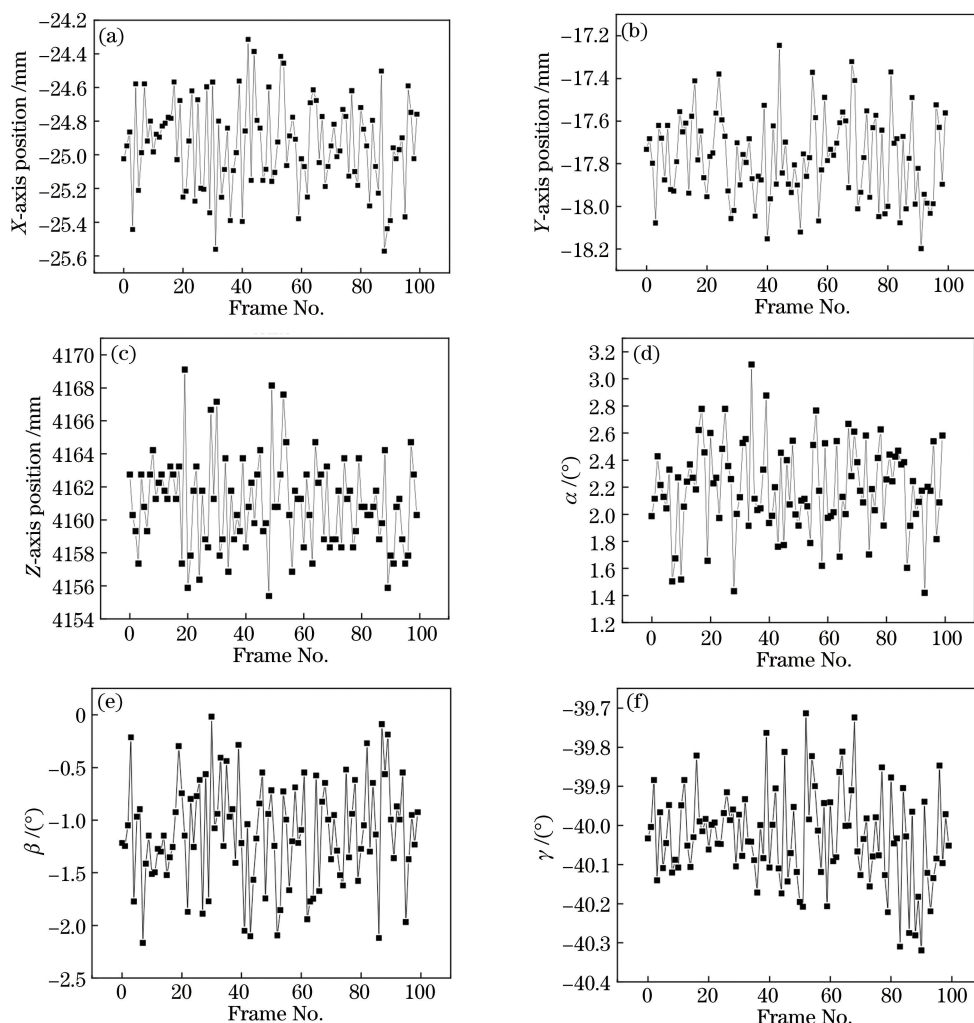 (a)
X-axis position /mm
−24.2
−24.4
−24.6
−24.8
−25.0
−25.2
−25.4
−25.6
0 20 40 60 80 100
Frame No.
(b)
Y-axis position /mm
−17.2
−17.4
−17.6
−17.8
−18.0
−18.2
0 20 40 60 80 100
Frame No.
(c)
Z-axis position /mm
4170
4168
4166
4164
4162
4160
4158
4156
4154
0 20 40 60 80 100
Frame No.
(d)
α /(°)
3.2
3.0
2.8
2.6
2.4
2.2
2.0
1.8
1.6
1.4
1.2
0 20 40 60 80 100
Frame No.
(e)
β /(°)
0
−0.5
−1.0
−1.5
−2.0
−2.5
0 20 40 60 80 100
Frame No.
(f)
γ /(°)
−39.7
−39.8
−39.9
−40.0
−40.1
−40.2
−40.3
−40.4
0 20 40 60 80 100
Frame No.